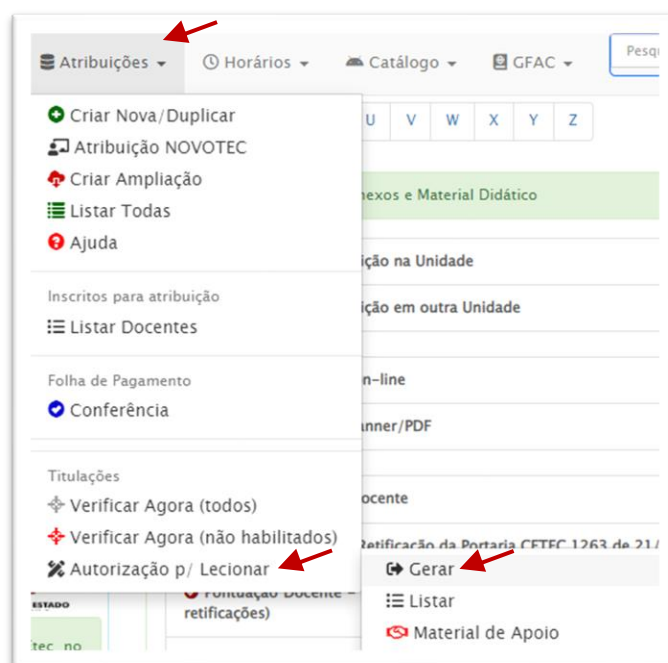 Atribuições
Horários
Catálogo
GFAC
Criar Nova/Duplicar
Atribuição NOVOTEC
Criar Ampliação
Listar Todas
Ajuda
Inscritos para atribuição
Listar Docentes
Folha de Pagamento
Conferência
Titulações
Verificar Agora (todos)
Verificar Agora (não habilitados)
Autorização p/ Lecionar
U V W X Y Z
nexos e Material Didático
ição na Unidade
ição em outra Unidade
n-line
anner/PDF
ocente
Retificação da Portaria CETEC 1263 de 21/
Gerar
Listar
Material de Apoio
Pontuação Docente –
retificações)
ESTADO
tec no